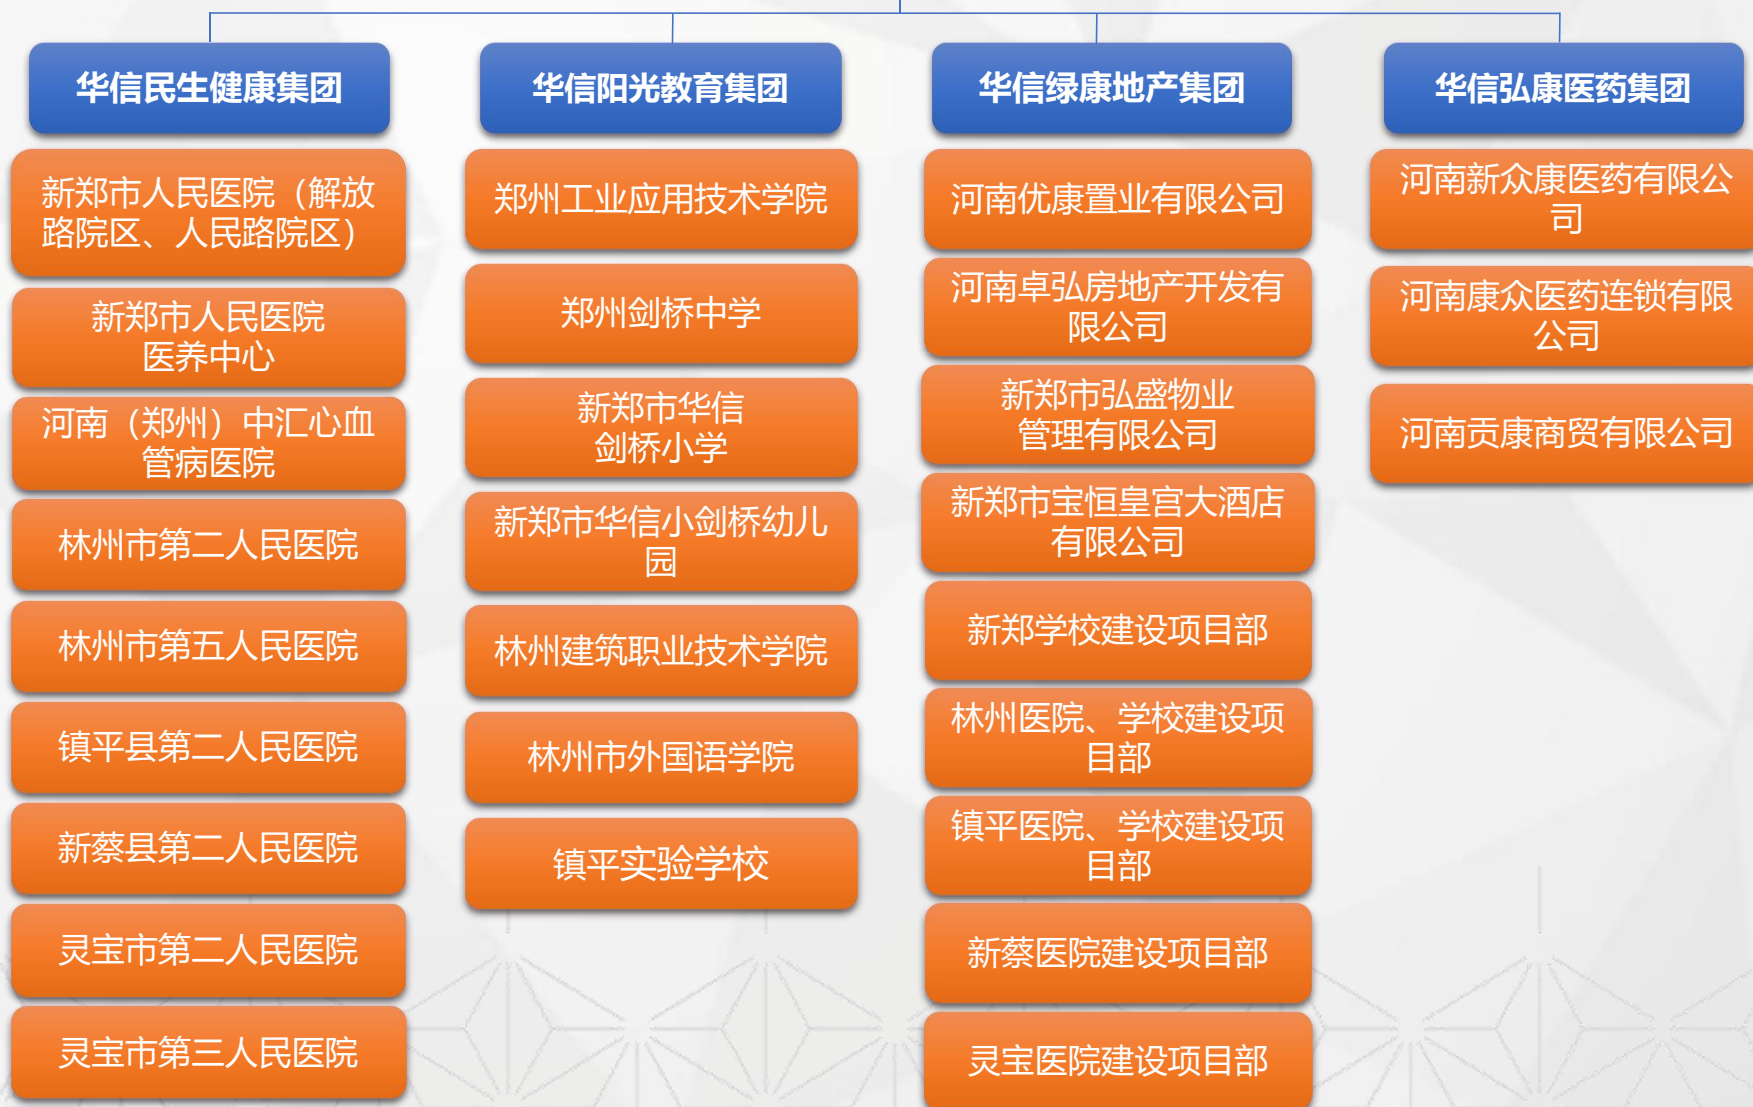 华信民生健康集团
新郑市人民医院（解放
路院区、人民路院区）
新郑市人民医院
医养中心
河南（郑州）中汇心血
管病医院
林州市第二人民医院
林州市第五人民医院
镇平县第二人民医院
新蔡县第二人民医院
灵宝市第二人民医院
灵宝市第三人民医院
华信阳光教育集团
郑州工业应用技术学院
郑州剑桥中学
新郑市华信
剑桥小学
新郑市华信小剑桥幼儿
园
林州建筑职业技术学院
林州市外国语学院
镇平实验学校
华信绿康地产集团
河南优康置业有限公司
河南卓弘房地产开发有
限公司
新郑市弘盛物业
管理有限公司
新郑市宝恒皇宫大酒店
有限公司
新郑学校建设项目部
林州医院、学校建设项
目部
镇平医院、学校建设项
目部
新蔡医院建设项目部
灵宝医院建设项目部
华信弘康医药集团
河南新众康医药有限公
司
河南康众医药连锁有限
公司
河南贡康商贸有限公司